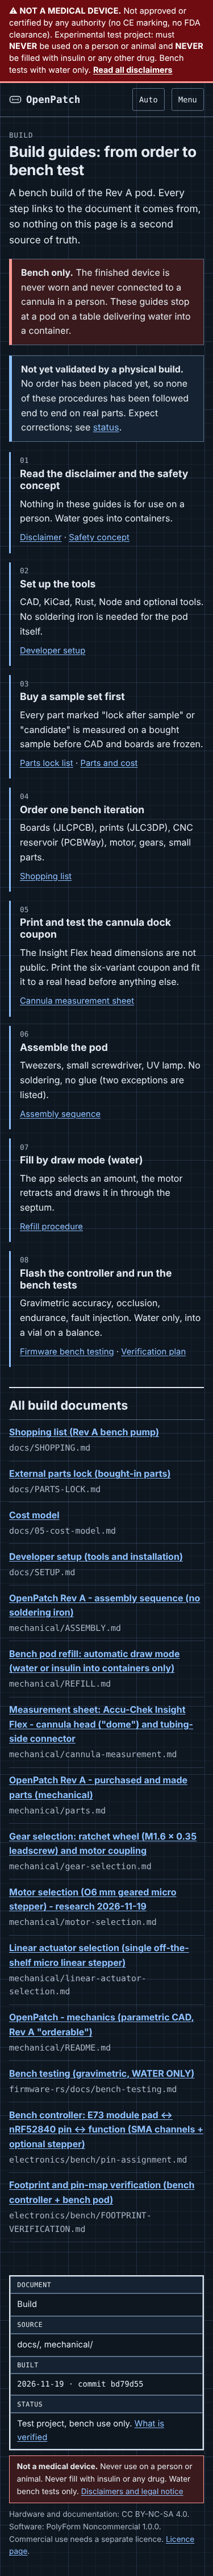 ⚠ NOT A MEDICAL DEVICE. Not approved or
certified by any authority (no CE marking, no FDA
clearance). Experimental test project: must
NEVER be used on a person or animal and NEVER
be filled with insulin or any other drug. Bench
tests with water only. Read all disclaimers
OpenPatch
Auto
Menu
BUILD
Build guides: from order to
bench test
A bench build of the Rev A pod. Every
step links to the document it comes from,
so nothing on this page is a second
source of truth.
Bench only. The finished device is
never worn and never connected to a
cannula in a person. These guides stop
at a pod on a table delivering water into
a container.
Not yet validated by a physical build.
No order has been placed yet, so none
of these procedures has been followed
end to end on real parts. Expect
corrections; see status.
01
Read the disclaimer and the safety
concept
Nothing in these guides is for use on a
person. Water goes into containers.
Disclaimer · Safety concept
02
Set up the tools
CAD, KiCad, Rust, Node and optional tools.
No soldering iron is needed for the pod
itself.
Developer setup
03
Buy a sample set first
Every part marked "lock after sample" or
"candidate" is measured on a bought
sample before CAD and boards are frozen.
Parts lock list · Parts and cost
04
Order one bench iteration
Boards (JLCPCB), prints (JLC3DP), CNC
reservoir (PCBWay), motor, gears, small
parts.
Shopping list
05
Print and test the cannula dock
coupon
The Insight Flex head dimensions are not
public. Print the six-variant coupon and fit
it to a real head before anything else.
Cannula measurement sheet
06
Assemble the pod
Tweezers, small screwdriver, UV lamp. No
soldering, no glue (two exceptions are
listed).
Assembly sequence
07
Fill by draw mode (water)
The app selects an amount, the motor
retracts and draws it in through the
septum.
Refill procedure
08
Flash the controller and run the
bench tests
Gravimetric accuracy, occlusion,
endurance, fault injection. Water only, into
a vial on a balance.
Firmware bench testing · Verification plan
All build documents
Shopping list (Rev A bench pump)
docs/SHOPPING.md
External parts lock (bought-in parts)
docs/PARTS-LOCK.md
Cost model
docs/05-cost-model.md
Developer setup (tools and installation)
docs/SETUP.md
OpenPatch Rev A - assembly sequence (no
soldering iron)
mechanical/ASSEMBLY.md
Bench pod refill: automatic draw mode
(water or insulin into containers only)
mechanical/REFILL.md
Measurement sheet: Accu-Chek Insight
Flex - cannula head ("dome") and tubing-
side connector
mechanical/cannula-measurement.md
OpenPatch Rev A - purchased and made
parts (mechanical)
mechanical/parts.md
Gear selection: ratchet wheel (M1.6 × 0.35
leadscrew) and motor coupling
mechanical/gear-selection.md
Motor selection (O6 mm geared micro
stepper) - research 2026-11-19
mechanical/motor-selection.md
Linear actuator selection (single off-the-
shelf micro linear stepper)
mechanical/linear-actuator-
selection.md
OpenPatch - mechanics (parametric CAD,
Rev A "orderable")
mechanical/README.md
Bench testing (gravimetric, WATER ONLY)
firmware-rs/docs/bench-testing.md
Bench controller: E73 module pad ↔
nRF52840 pin ↔ function (SMA channels +
optional stepper)
electronics/bench/pin-assignment.md
Footprint and pin-map verification (bench
controller + bench pod)
electronics/bench/FOOTPRINT-
VERIFICATION.md
DOCUMENT
Build
SOURCE
docs/, mechanical/
BUILT
2026-11-19 · commit bd79d55
STATUS
Test project, bench use only. What is
verified
Not a medical device. Never use on a person or
animal. Never fill with insulin or any drug. Water
bench tests only. Disclaimers and legal notice
Hardware and documentation: CC BY-NC-SA 4.0.
Software: PolyForm Noncommercial 1.0.0.
Commercial use needs a separate licence. Licence
page.